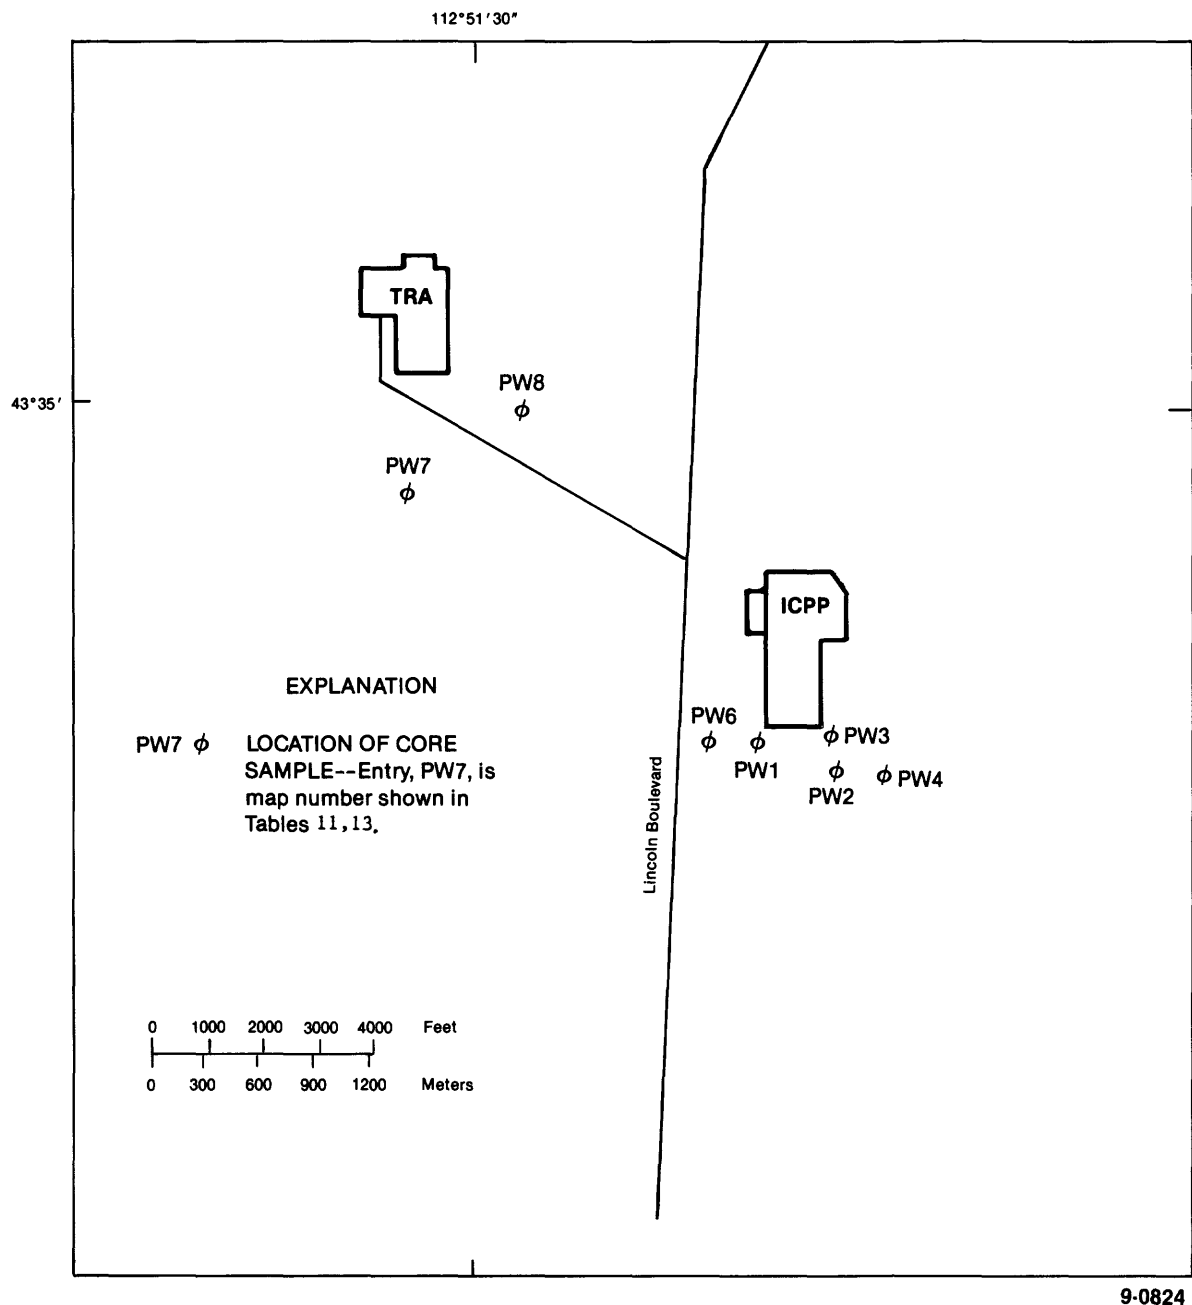 112°51'30"
TRA
43°35'
PW8
PW7
ICPP
EXPLANATION
PW7 LOCATION OF CORE
SAMPLE--Entry, PW7, is
map number shown in
Tables 11,13.
PW6
PW1
PW3
PW2
PW4
Lincoln Boulevard
0 1000 2000 3000 4000 Feet
0 300 600 900 1200 Meters
9-0824